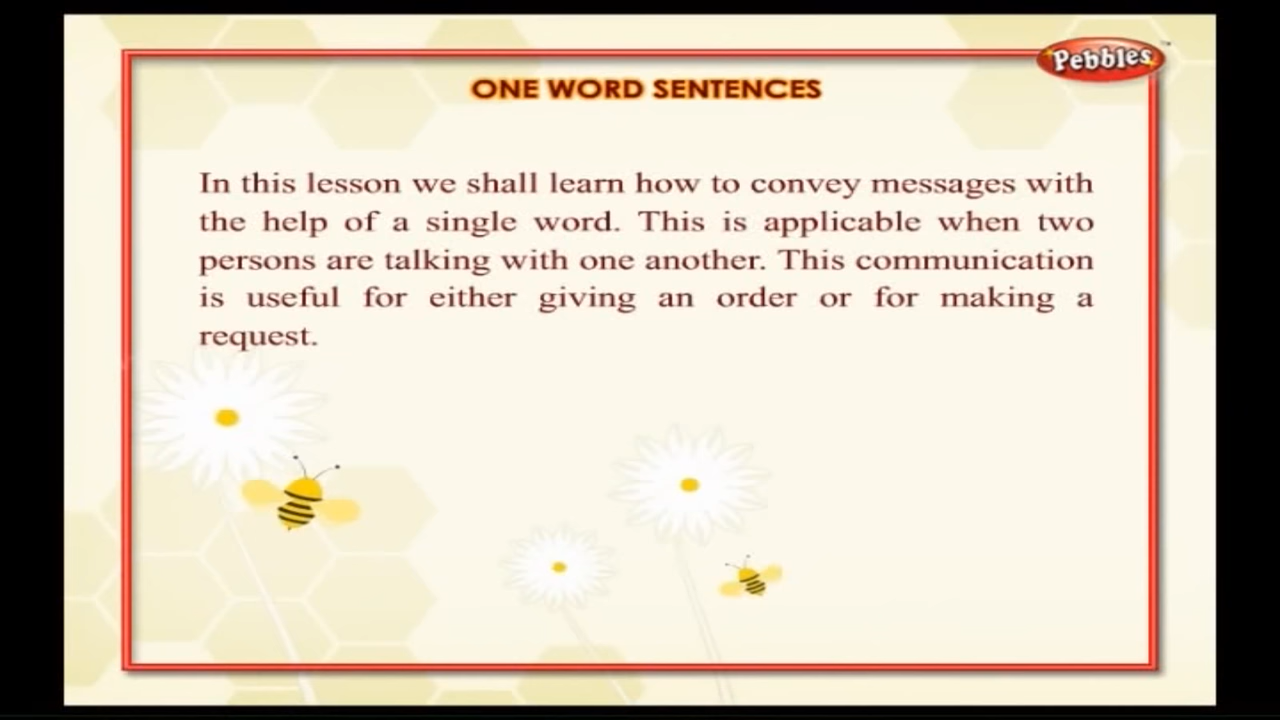 Pebbles™
ONE WORD SENTENCES
In this lesson we shall learn how to convey messages with
the help of a single word. This is applicable when two
persons are talking with one another. This communication
is useful for either giving an order or for making a
request.